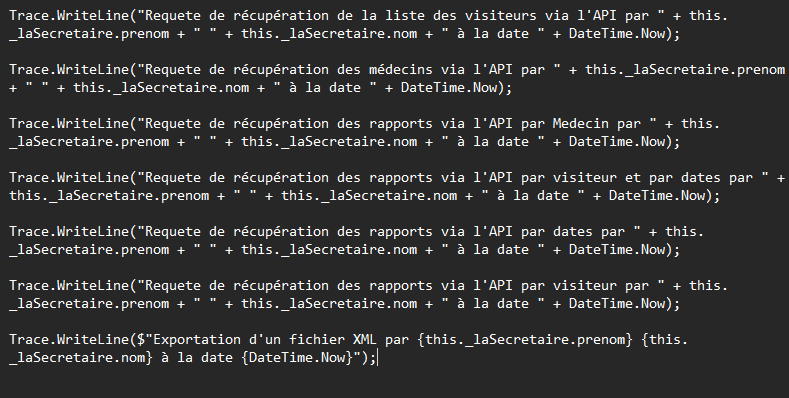 Trace.WriteLine("Requete de récupération de la liste des visiteurs via l'API par " + this.
_laSecretaire.prenom + " " + this._laSecretaire.nom + " à la date " + DateTime.Now);
Trace.WriteLine("Requete de récupération des médecins via l'API par " + this._laSecretaire.prenom
+ " " + this._laSecretaire.nom + " à la date " + DateTime.Now);
Trace.WriteLine("Requete de récupération des rapports via l'API par Medecin par " + this.
_laSecretaire.prenom + " " + this._laSecretaire.nom + " à la date " + DateTime.Now);
Trace.WriteLine("Requete de récupération des rapports via l'API par visiteur et par dates par " +
this._laSecretaire.prenom + " " + this._laSecretaire.nom + " à la date " + DateTime.Now);
Trace.WriteLine("Requete de récupération des rapports via l'API par dates par " + this.
_laSecretaire.prenom + " " + this._laSecretaire.nom + " à la date " + DateTime.Now);
Trace.WriteLine("Requete de récupération des rapports via l'API par visiteur par " + this.
_laSecretaire.prenom + " " + this._laSecretaire.nom + " à la date " + DateTime.Now);
Trace.WriteLine($"Exportation d'un fichier XML par {this._laSecretaire.prenom} {this.
_laSecretaire.nom} à la date {DateTime.Now}");